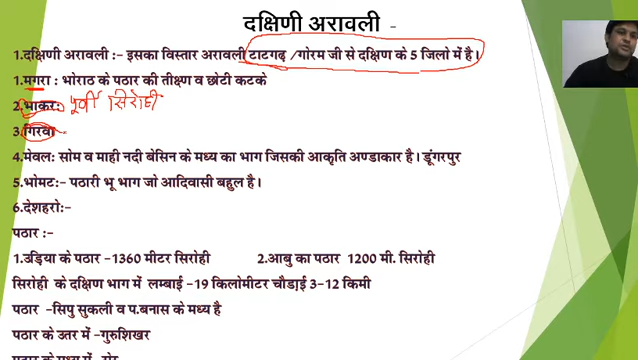 दक्षिणी अरावली -
1.दक्षिणी अरावली :- इसका विस्तार अरावली टाटगढ़ /गोरम जी से दक्षिण के 5 जिलो में है।
1.मगरा : भोराठ के पठार की तीक्ष्ण व छोटी कटके
2.भाकर: पूर्वी सिरोही
3.गिरवा
4.मेवल: सोम व माही नदी बेसिन के मध्य का भाग जिसकी आकृति अण्डाकार है। डूंगरपुर
5.भोमट:- पठारी भू भाग जो आदिवासी बहुल है।
6.देशहरो:-
पठार :-
1.उड़िया के पठार -1360 मीटर सिरोही 2.आबु का पठार 1200 मी. सिरोही
सिरोही के दक्षिण भाग में लम्बाई -19 किलोमीटर चौड़ाई 3-12 किमी
पठार -सिपु सुकली व प.बनास के मध्य है
पठार के उतर में -गुरुशिखर
पठार के मध्य में -सेर